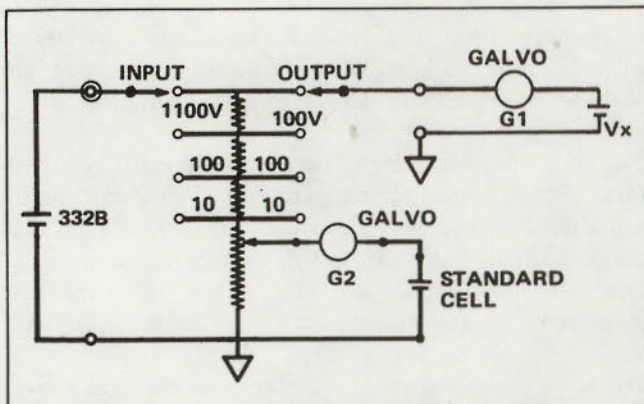 GALVO
INPUT OUTPUT
1100V 100V G1 Vx
100 100
10 10 GALVO
332B
G2 STANDARD
CELL